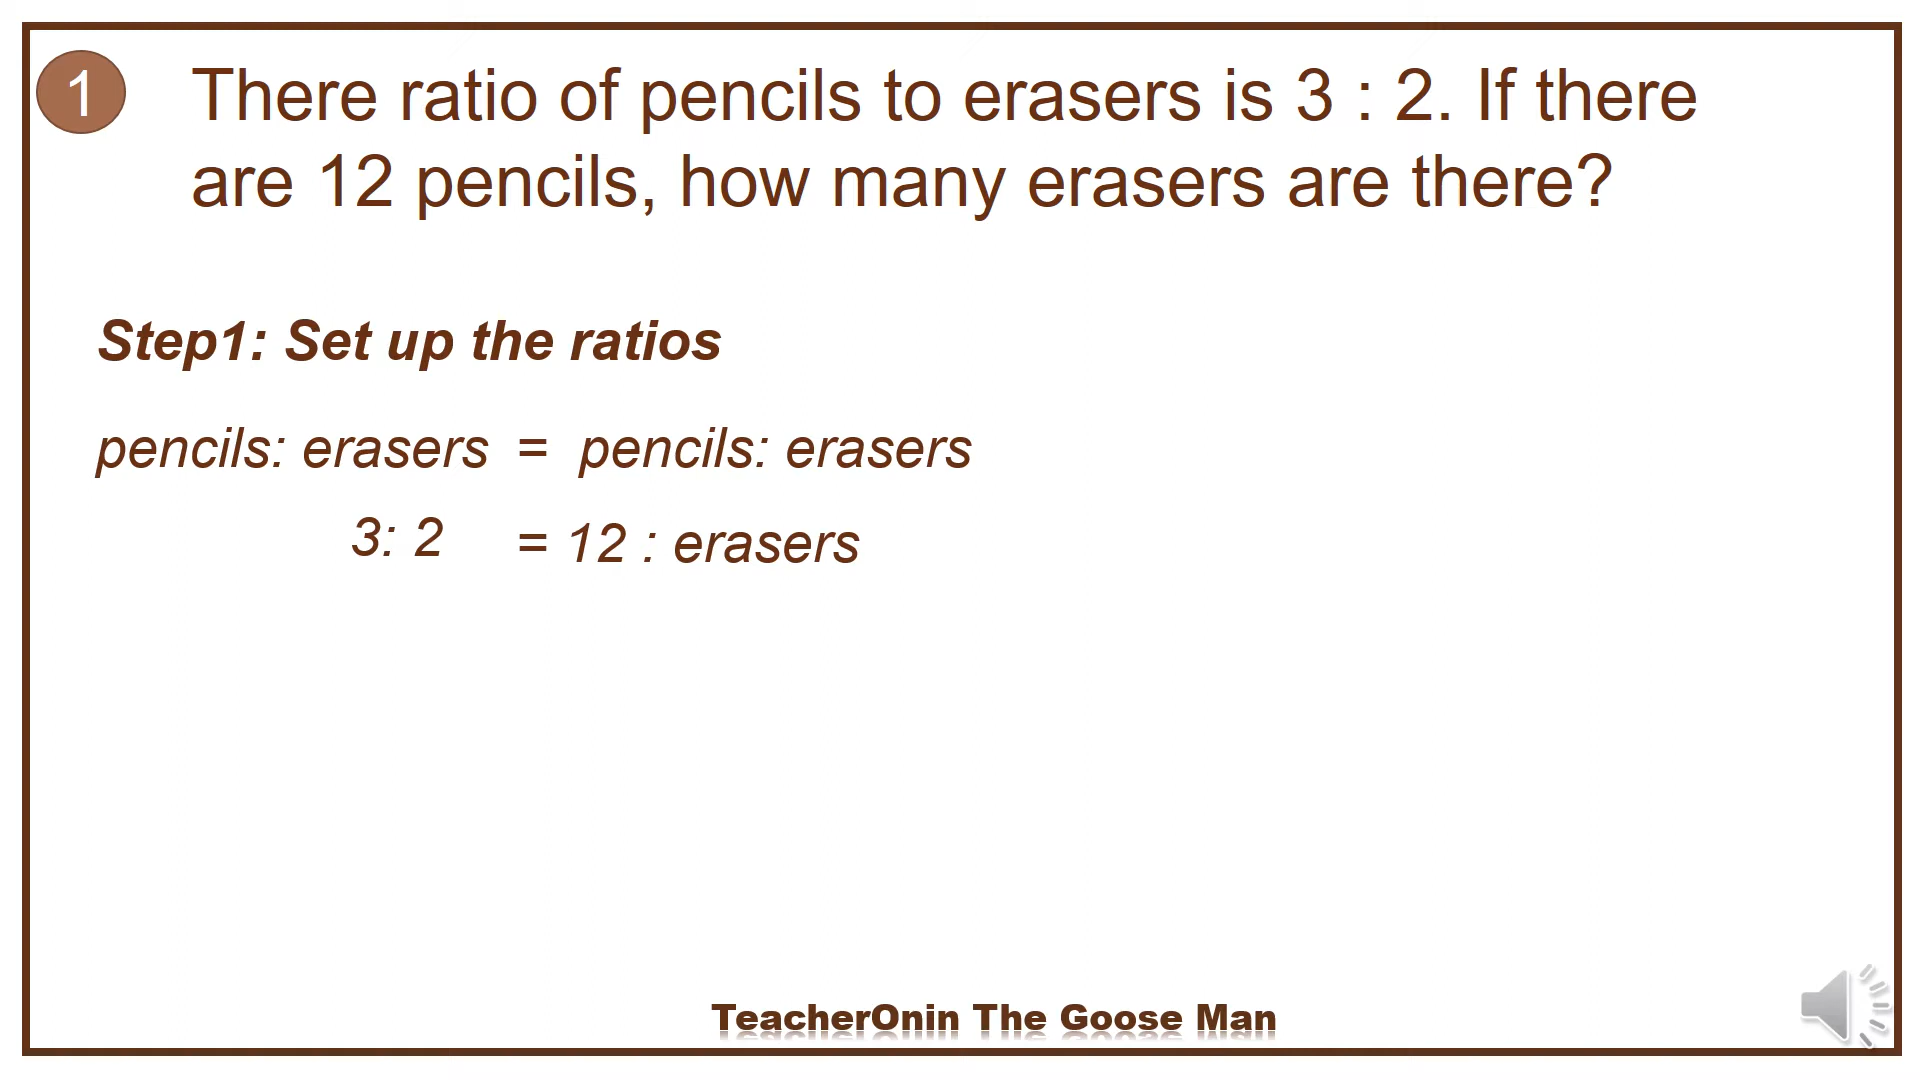 1
There ratio of pencils to erasers is 3 : 2. If there
are 12 pencils, how many erasers are there?
Step1: Set up the ratios
pencils: erasers = pencils: erasers
3: 2 = 12 : erasers
TeacherOnin The Goose Man